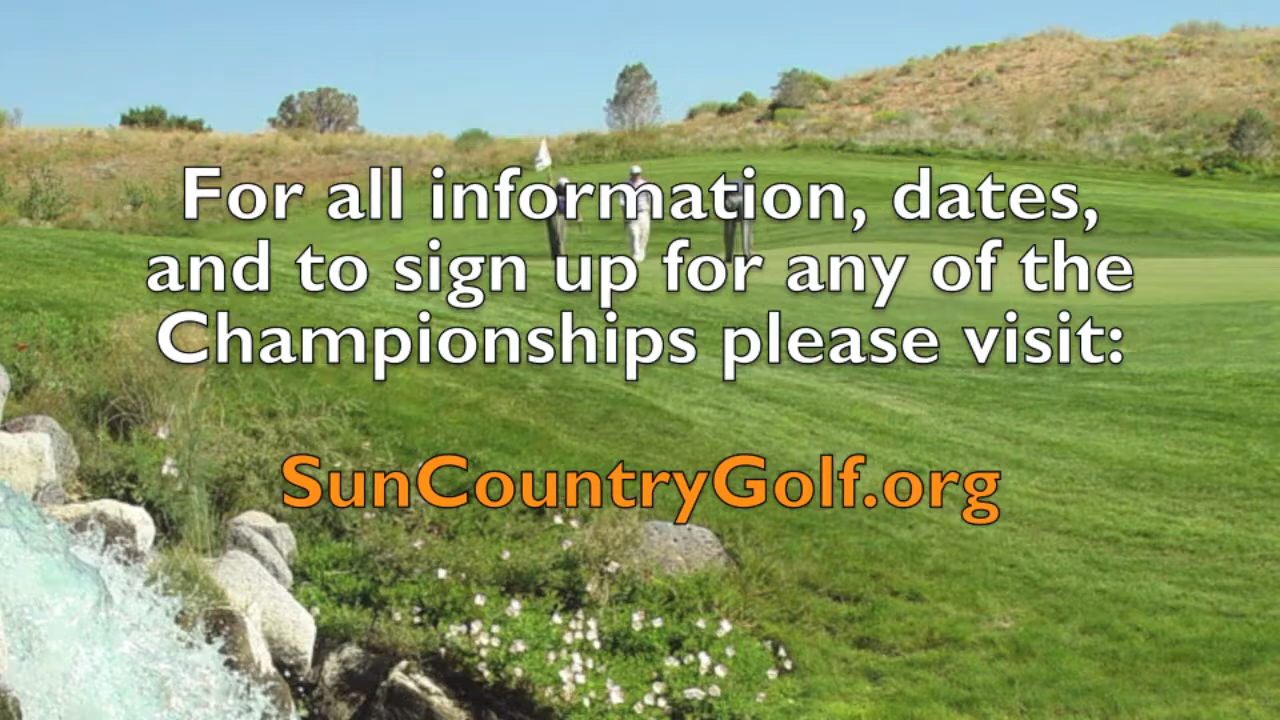 For all information, dates,
and to sign up for any of the
Championships please visit:
SunCountryGolf.org